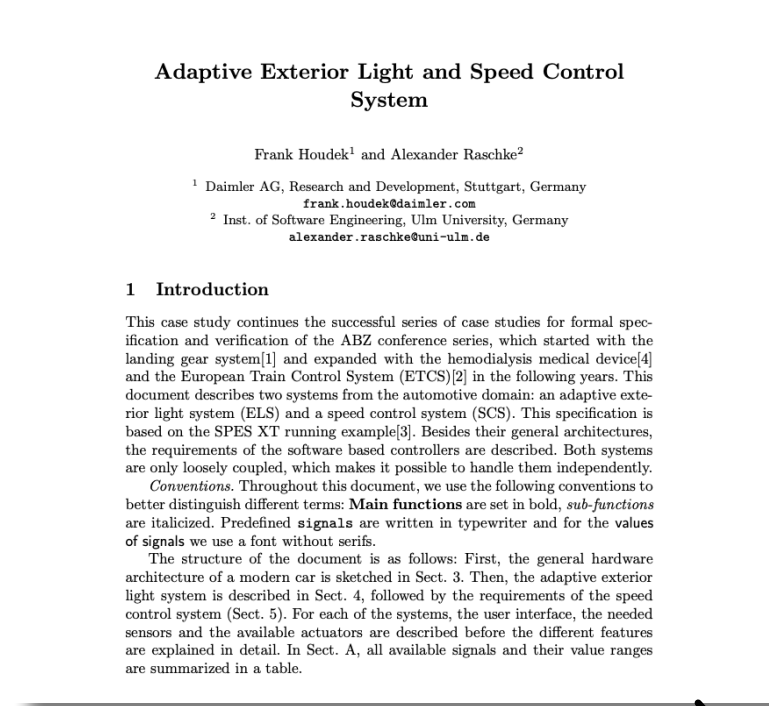 Adaptive Exterior Light and Speed Control
System
Frank Houdek¹ and Alexander Raschke²
¹ Daimler AG, Research and Development, Stuttgart, Germany
frank.houdek@daimler.com
² Inst. of Software Engineering, Ulm University, Germany
alexander.raschke@uni-ulm.de
1 Introduction
This case study continues the successful series of case studies for formal spec-
ification and verification of the ABZ conference series, which started with the
landing gear system[1] and expanded with the hemodialysis medical device[4]
and the European Train Control System (ETCS)[2] in the following years. This
document describes two systems from the automotive domain: an adaptive exte-
rior light system (ELS) and a speed control system (SCS). This specification is
based on the SPES XT running example[3]. Besides their general architectures,
the requirements of the software based controllers are described. Both systems
are only loosely coupled, which makes it possible to handle them independently.
Conventions. Throughout this document, we use the following conventions to
better distinguish different terms: Main functions are set in bold, sub-functions
are italicized. Predefined signals are written in typewriter and for the values
of signals we use a font without serifs.
The structure of the document is as follows: First, the general hardware
architecture of a modern car is sketched in Sect. 3. Then, the adaptive exterior
light system is described in Sect. 4, followed by the requirements of the speed
control system (Sect. 5). For each of the systems, the user interface, the needed
sensors and the available actuators are described before the different features
are explained in detail. In Sect. A, all available signals and their value ranges
are summarized in a table.